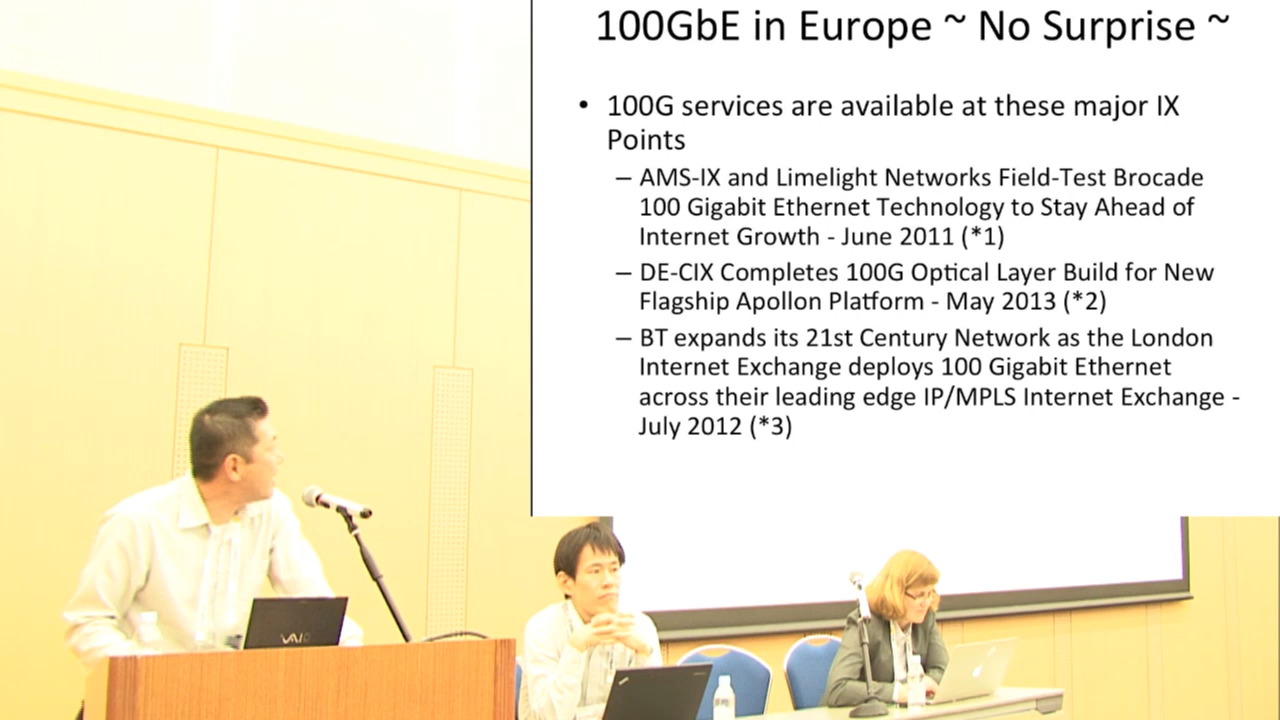 100GbE in Europe ~ No Surprise ~
• 100G services are available at these major IX
Points
– AMS-IX and Limelight Networks Field-Test Brocade
100 Gigabit Ethernet Technology to Stay Ahead of
Internet Growth - June 2011 (*1)
– DE-CIX Completes 100G Optical Layer Build for New
Flagship Apollon Platform - May 2013 (*2)
– BT expands its 21st Century Network as the London
Internet Exchange deploys 100 Gigabit Ethernet
across their leading edge IP/MPLS Internet Exchange -
July 2012 (*3)
VAIO